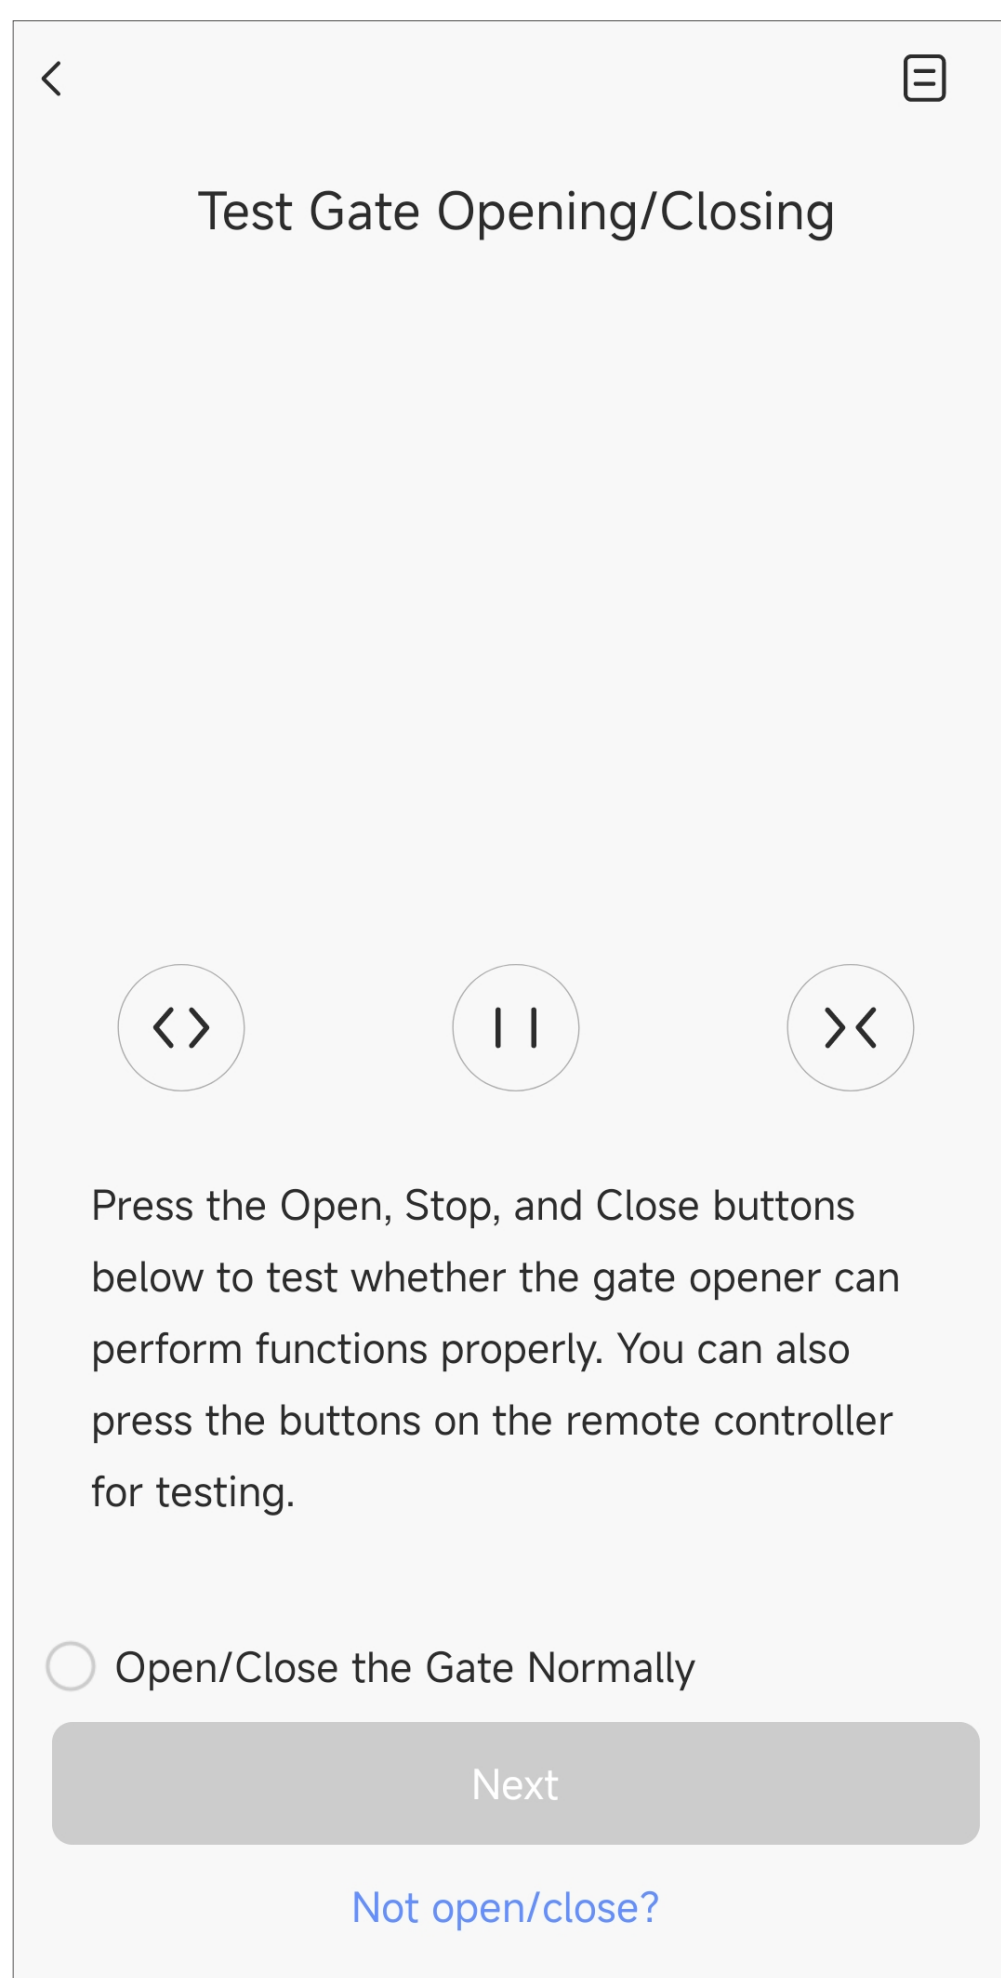 Test Gate Opening/Closing
Press the Open, Stop, and Close buttons
below to test whether the gate opener can
perform functions properly. You can also
press the buttons on the remote controller
for testing.
Open/Close the Gate Normally
Next
Not open/close?